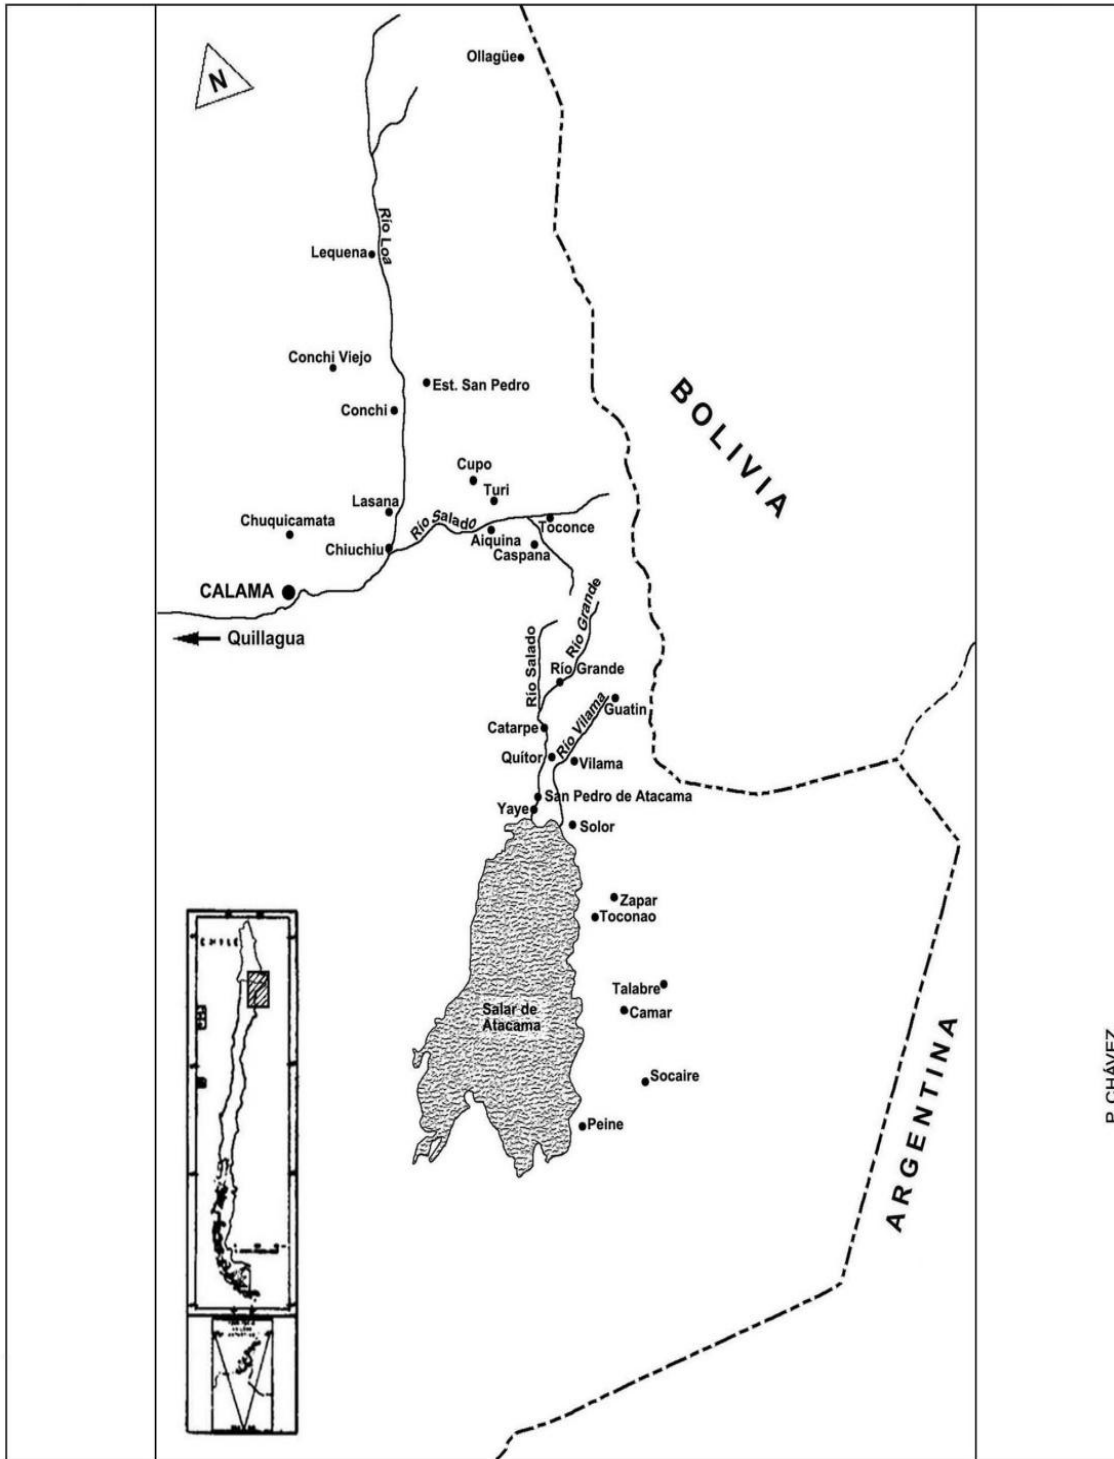 N
Ollagüe
Río Loa
Lequena
Conchi Viejo
Est. San Pedro
Conchi
BOLIVIA
Cupo
Turi
Lasana
Río Salado
Toconce
Chuquicamata
Aiquina
Chiuchiu
Caspana
CALAMA
Río Grande
Quillagua
Río Salado
Río Grande
Río Vilama
Guatin
Catarpe
Quítor
Vilama
San Pedro de Atacama
Yaye
Solor
Zapar
Toconao
CHILE
Talabre
Salar de
Atacama
Camar
Socaire
ARGENTINA
Peine
P. CHÁVEZ